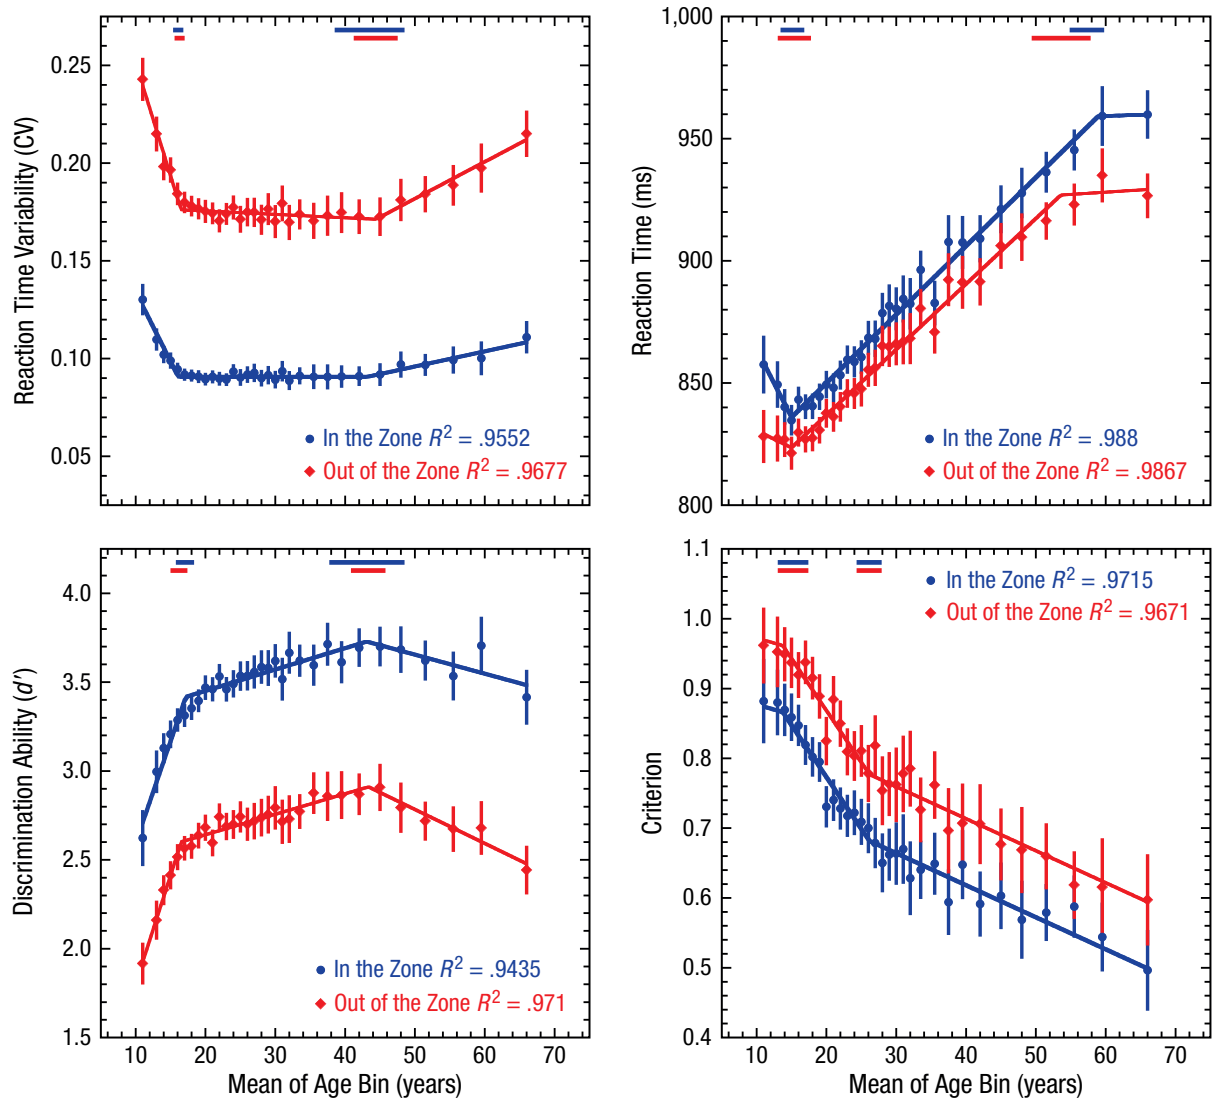 Reaction Time Variability (CV)
0.25
0.20
0.15
0.10
0.05
In the Zone R² = .9552
Out of the Zone R² = .9677
Reaction Time (ms)
1,000
950
900
850
800
In the Zone R² = .988
Out of the Zone R² = .9867
Discrimination Ability (d′)
4.0
3.5
3.0
2.5
2.0
1.5
In the Zone R² = .9435
Out of the Zone R² = .971
10 20 30 40 50 60 70
Mean of Age Bin (years)
Criterion
1.1
1.0
0.9
0.8
0.7
0.6
0.5
0.4
In the Zone R² = .9715
Out of the Zone R² = .9671
10 20 30 40 50 60 70
Mean of Age Bin (years)